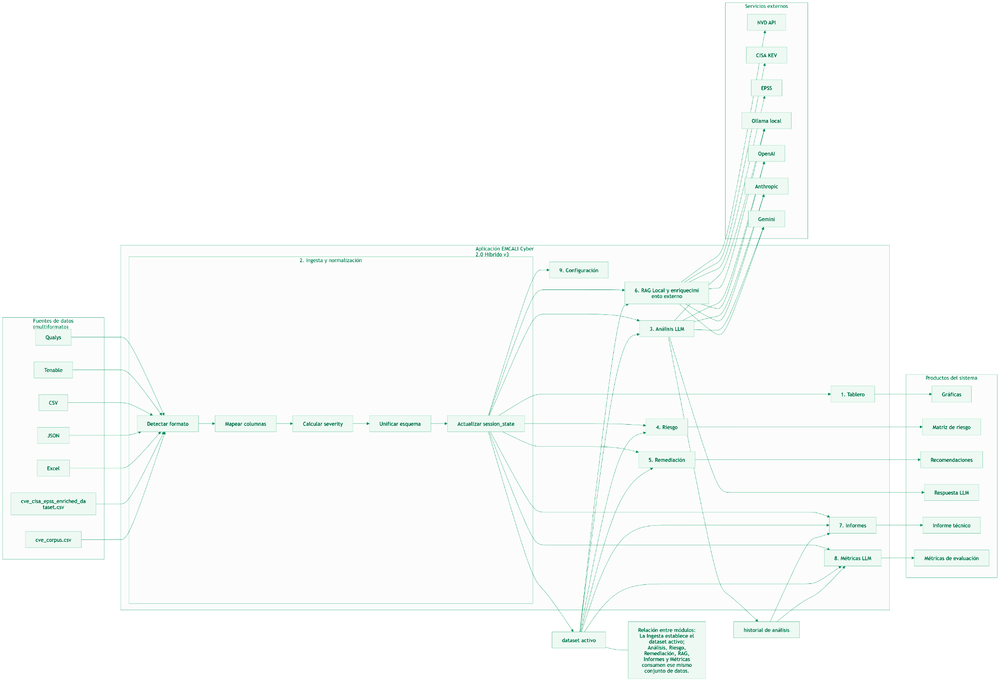 Servicios externos
NVD API
CISA KEV
EPSS
Ollama local
OpenAI
Anthropic
Gemini
Aplicación EMCALI Cyber
2.0 Híbrido v3
2. Ingesta y normalización
9. Configuración
6. RAG Local y enriquecimi
ento externo
3. Análisis LLM
Fuentes de datos
(multiformato)
Qualys
Tenable
CSV
JSON
Excel
cve_cisa_epss_enriched_da
taset.csv
cve_corpus.csv
Detectar formato
Mapear columnas
Calcular severity
Unificar esquema
Actualizar session_state
1. Tablero
4. Riesgo
5. Remediación
7. Informes
8. Métricas LLM
Productos del sistema
Gráficas
Matriz de riesgo
Recomendaciones
Respuesta LLM
Informe técnico
Métricas de evaluación
dataset activo
Relación entre módulos:
La Ingesta establece el
dataset activo;
Análisis, Riesgo,
Remediación, RAG,
Informes y Métricas
consumen ese mismo
conjunto de datos.
historial de análisis